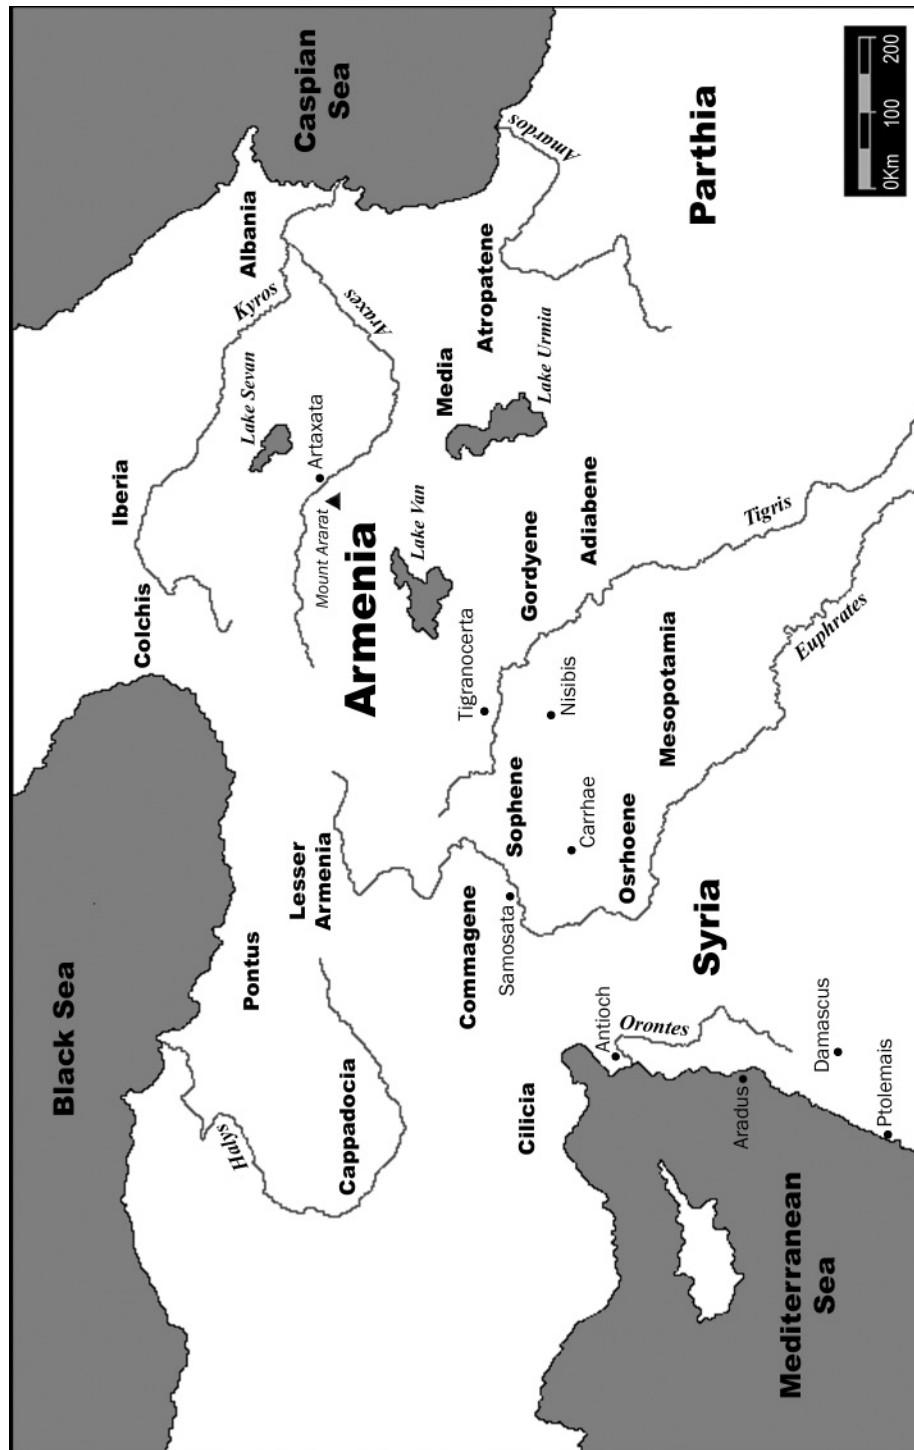 Black Sea
Caspian
Sea
Colchis
Iberia
Albania
Kyros
Lake Sevan
Araxes
Pontus
Halys
Lesser
Armenia
Artaxata
Mount Ararat
Armenia
Cappadocia
Lake Van
Media
Atropatene
Amardos
Lake Urmia
Tigranocerta
Commagene
Samosata
Sophene
Gordyene
Adiabene
Nisibis
Carrhae
Cilicia
Antioch
Orontes
Osrhoene
Mesopotamia
Tigris
Euphrates
Parthia
Syria
Aradus
Damascus
Ptolemais
Mediterranean
Sea
0Km 100 200